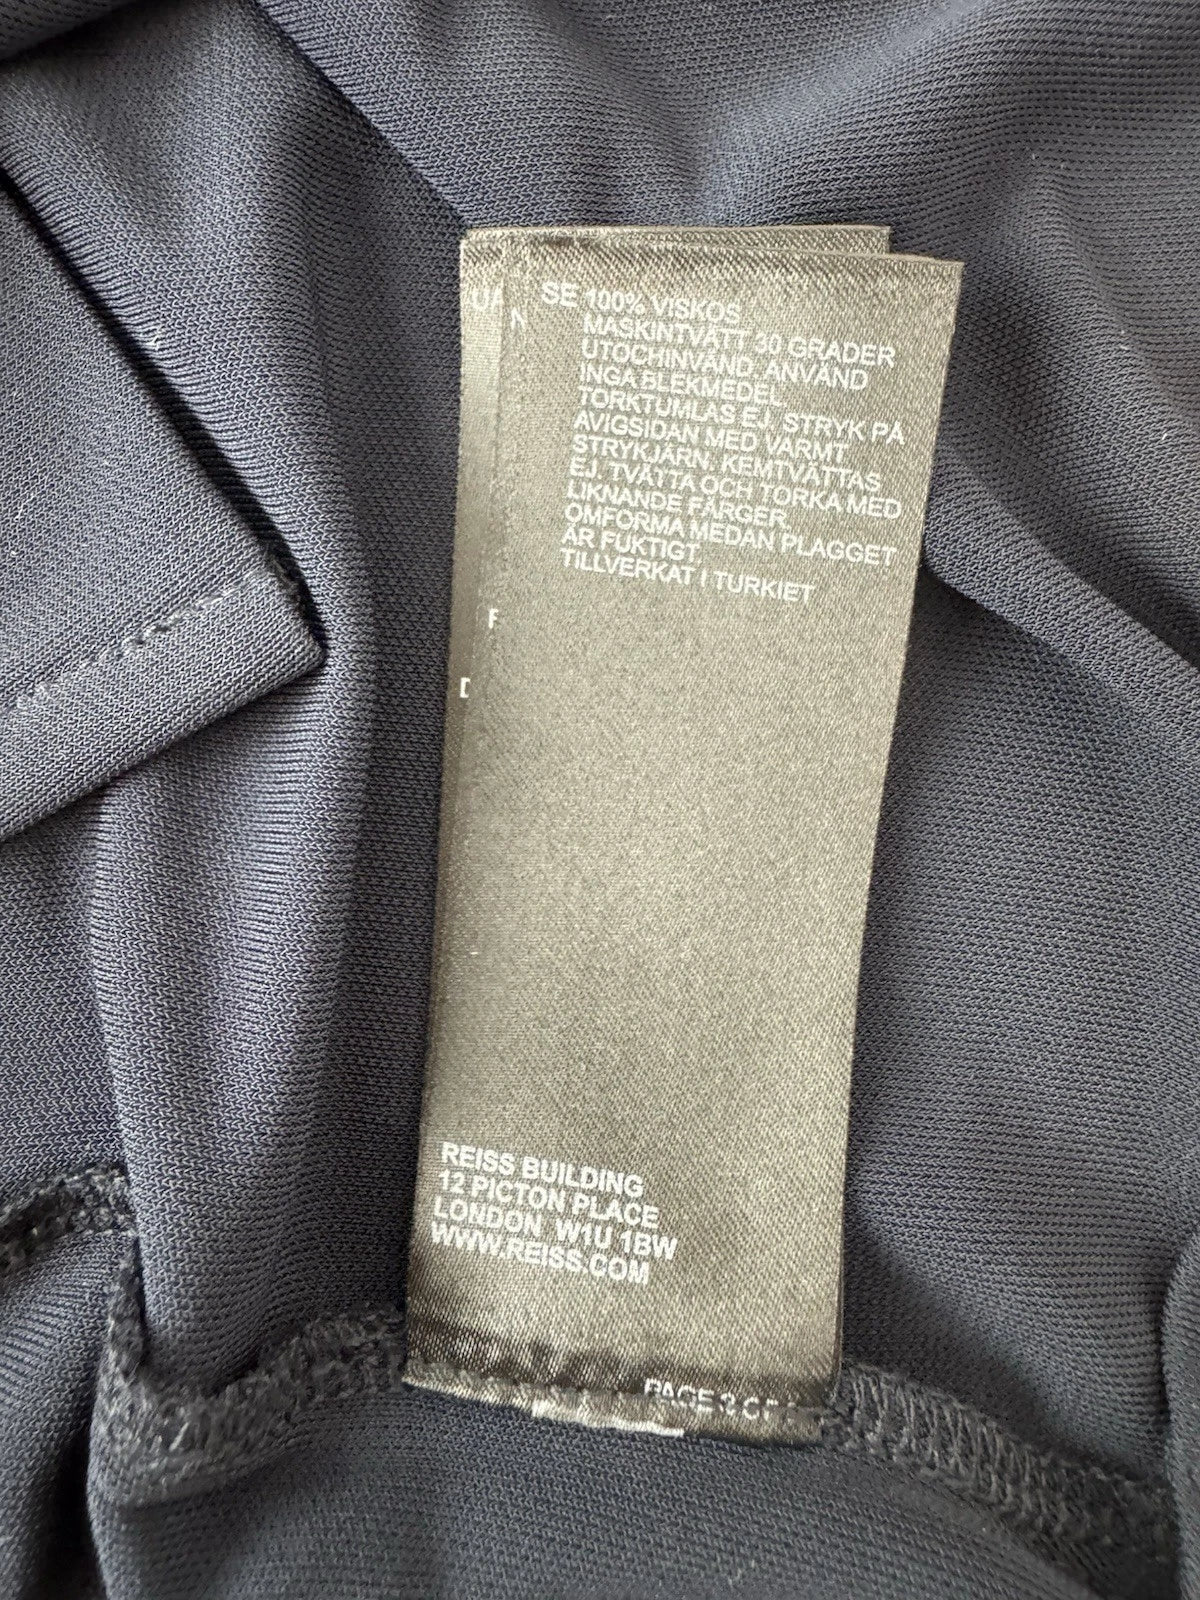 SE 100% VISKOS
MASKINTVÄTT 30 GRADER
UTOCHINVÄND. ANVÄND
INGA BLEKMEDEL.
TORKTUMLAS EJ. STRYK PÅ
AVIGSIDAN MED VARMT
STRYKJÄRN. KEMTVÄTTAS
EJ. TVÄTTA OCH TORKA MED
LIKNANDE FÄRGER.
OMFORMA MEDAN PLAGGET
ÄR FUKTIGT
TILLVERKAT I TURKIET
REISS BUILDING
12 PICTON PLACE
LONDON W1U 1BW
WWW.REISS.COM
PAGE